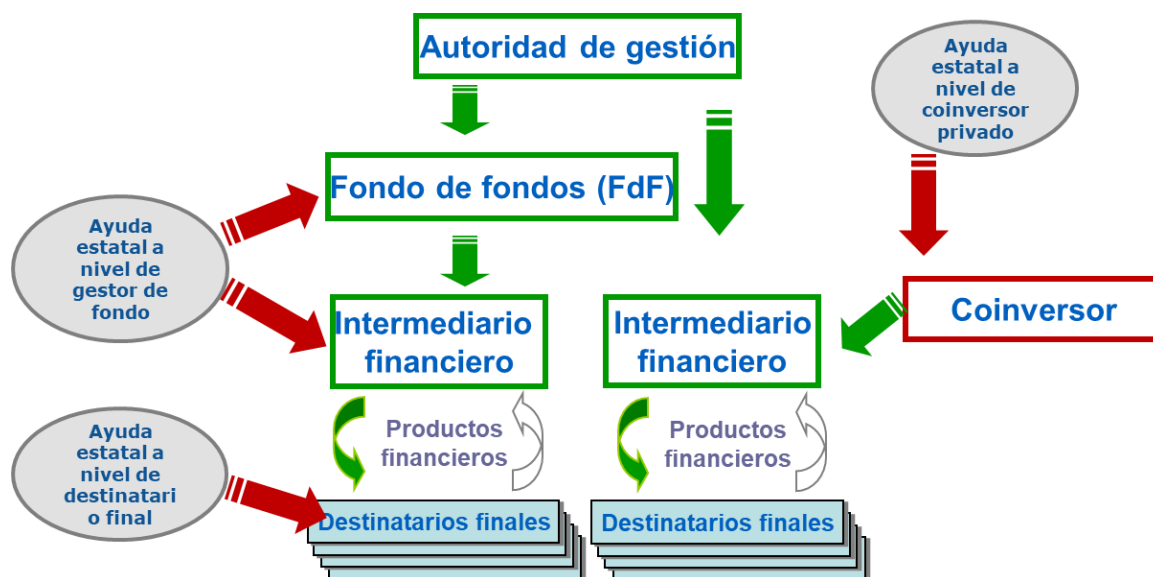 Autoridad de gestión
Ayuda
estatal a
nivel de
coinversor
privado
Fondo de fondos (FdF)
Ayuda
estatal a
nivel de
gestor de
fondo
Intermediario
financiero
Intermediario
financiero
Coinversor
Productos
financieros
Productos
financieros
Ayuda
estatal a
nivel de
destinatari
o final
Destinatarios finales
Destinatarios finales